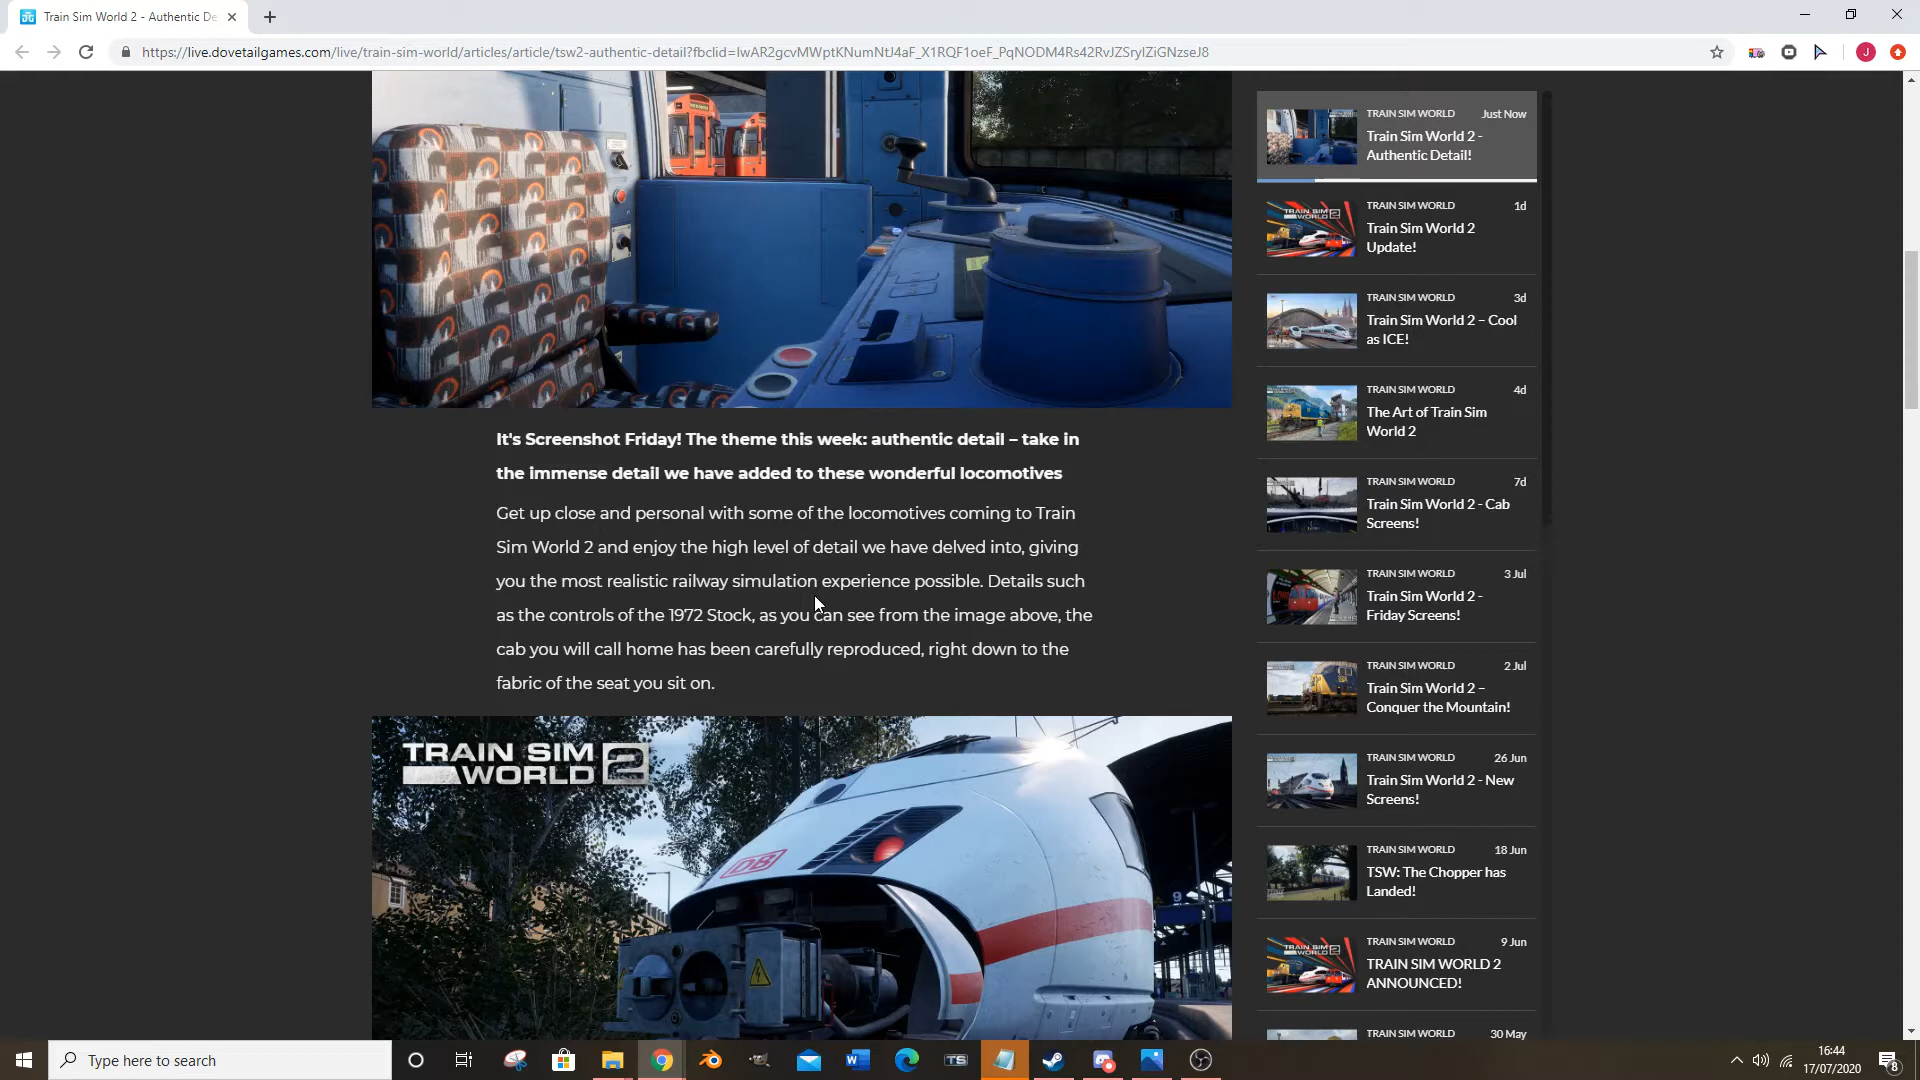 Train Sim World 2 - Authentic De
https://live.dovetailgames.com/live/train-sim-world/articles/article/tsw2-authentic-detail?fbclid=IwAR2gcvMWptKNumNtJ4aF_X1RQF1oeF_PqNODM4Rs42RvJZSrylZiGNzseJ8
J
It's Screenshot Friday! The theme this week: authentic detail – take in
the immense detail we have added to these wonderful locomotives
Get up close and personal with some of the locomotives coming to Train
Sim World 2 and enjoy the high level of detail we have delved into, giving
you the most realistic railway simulation experience possible. Details such
as the controls of the 1972 Stock, as you can see from the image above, the
cab you will call home has been carefully reproduced, right down to the
fabric of the seat you sit on.
TRAIN SIM
WORLD 2
DB
9
TRAIN SIM WORLD Just Now
Train Sim World 2 -
Authentic Detail!
TRAIN SIM WORLD 1d
Train Sim World 2
Update!
TRAIN SIM WORLD 3d
Train Sim World 2 – Cool
as ICE!
TRAIN SIM WORLD 4d
The Art of Train Sim
World 2
TRAIN SIM WORLD 7d
Train Sim World 2 - Cab
Screens!
TRAIN SIM WORLD 3 Jul
Train Sim World 2 -
Friday Screens!
TRAIN SIM WORLD 2 Jul
Train Sim World 2 –
Conquer the Mountain!
TRAIN SIM WORLD 26 Jun
Train Sim World 2 - New
Screens!
TRAIN SIM WORLD 18 Jun
TSW: The Chopper has
Landed!
TRAIN SIM WORLD 9 Jun
TRAIN SIM WORLD 2
ANNOUNCED!
TRAIN SIM WORLD 30 May
Type here to search
TS
16:44
17/07/2020
8